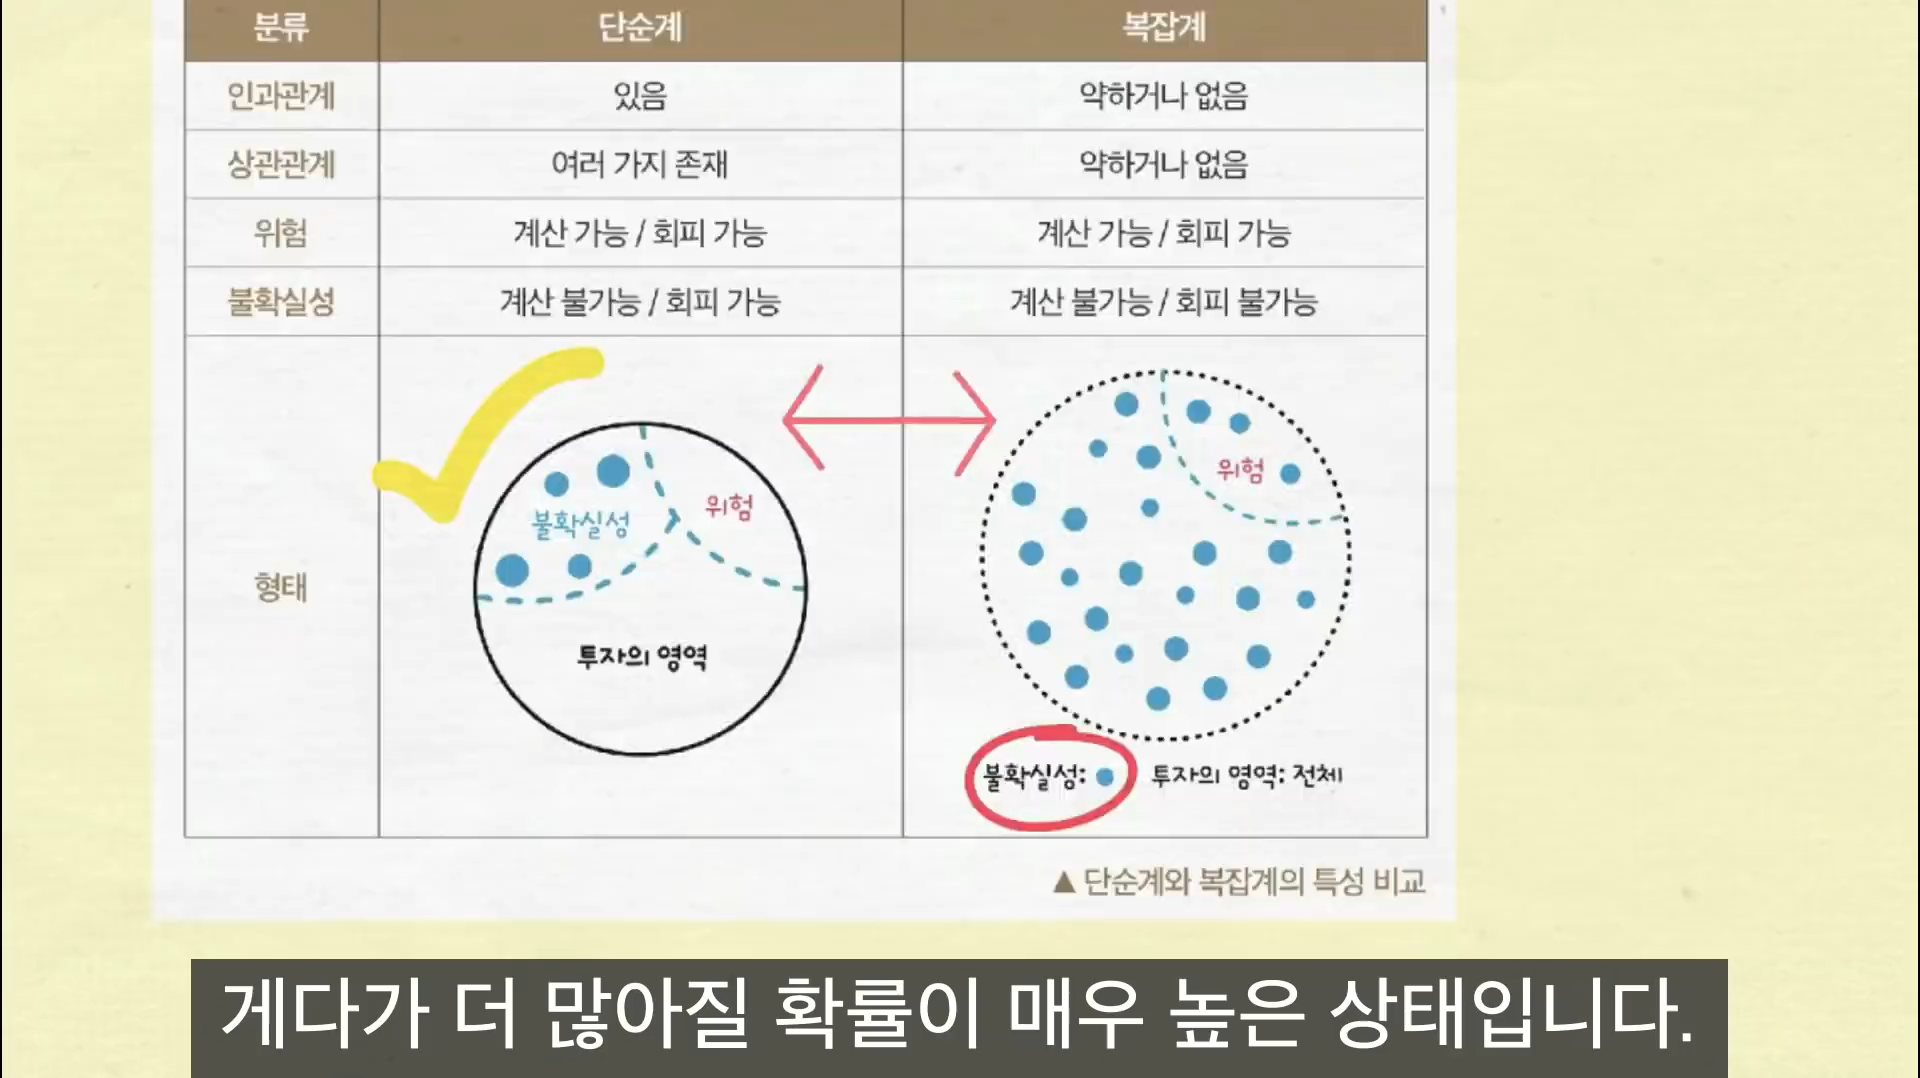 분류 단순계 복잡계
인과관계 있음 약하거나 없음
상관관계 여러 가지 존재 약하거나 없음
위험 계산 가능 / 회피 가능 계산 가능 / 회피 가능
불확실성 계산 불가능 / 회피 가능 계산 불가능 / 회피 불가능
형태
불확실성
위험
투자의 영역
위험
불확실성: 투자의 영역: 전체
▲ 단순계와 복잡계의 특성 비교
게다가 더 많아질 확률이 매우 높은 상태입니다.